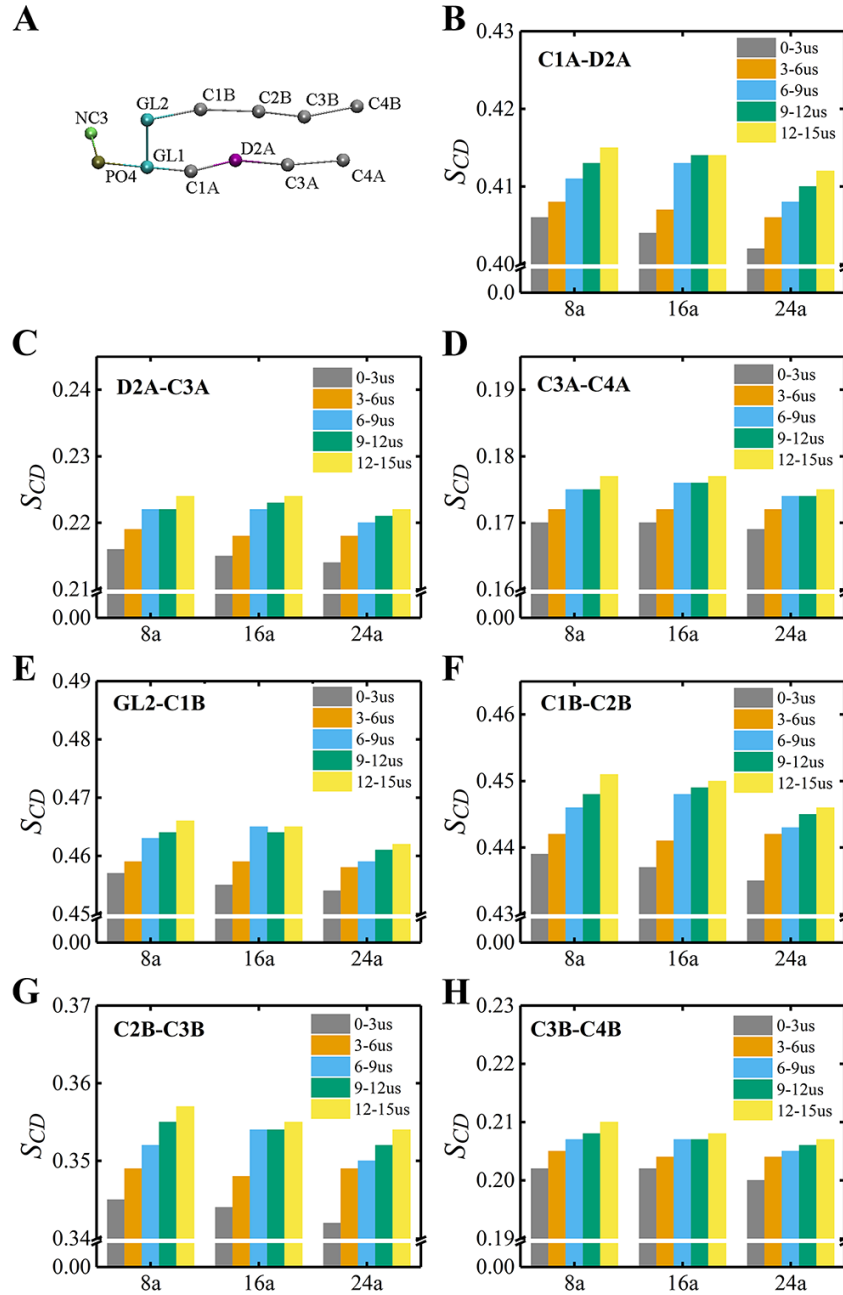 A
NC3
PO4
GL2
GL1
C1B
C2B
C3B
C4B
C1A
D2A
C3A
C4A
B
C1A-D2A
0-3us
3-6us
6-9us
9-12us
12-15us
SCD
0.43
0.42
0.41
0.40
0.0
8a 16a 24a
C
D2A-C3A
0-3us
3-6us
6-9us
9-12us
12-15us
SCD
0.24
0.23
0.22
0.21
0.00
8a 16a 24a
D
C3A-C4A
0-3us
3-6us
6-9us
9-12us
12-15us
SCD
0.19
0.18
0.17
0.16
0.00
8a 16a 24a
E
GL2-C1B
0-3us
3-6us
6-9us
9-12us
12-15us
SCD
0.49
0.48
0.47
0.46
0.45
0.00
8a 16a 24a
F
C1B-C2B
0-3us
3-6us
6-9us
9-12us
12-15us
SCD
0.46
0.45
0.44
0.43
0.00
8a 16a 24a
G
C2B-C3B
0-3us
3-6us
6-9us
9-12us
12-15us
SCD
0.37
0.36
0.35
0.34
0.00
8a 16a 24a
H
C3B-C4B
0-3us
3-6us
6-9us
9-12us
12-15us
SCD
0.23
0.22
0.21
0.20
0.19
0.00
8a 16a 24a